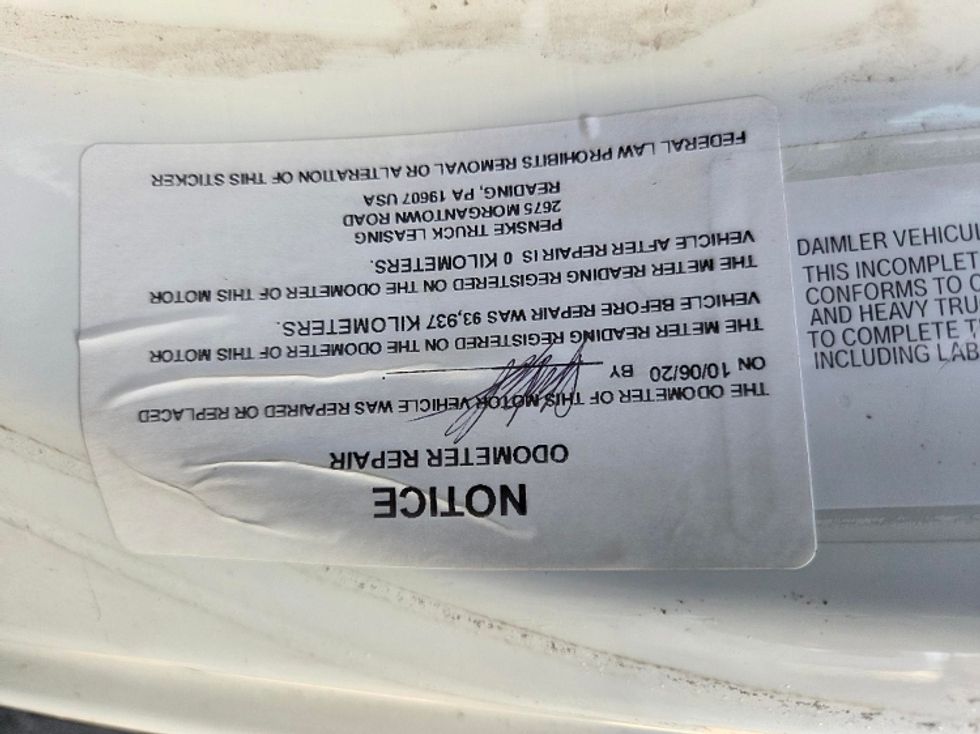 NOTICE
ODOMETER REPAIR
THE ODOMETER OF THIS MOTOR VEHICLE WAS REPAIRED OR REPLACED
ON 10/06/20 BY
THE METER READING REGISTERED ON THE ODOMETER OF THIS MOTOR
VEHICLE BEFORE REPAIR WAS 93,937 KILOMETERS.
THE METER READING REGISTERED ON THE ODOMETER OF THIS MOTOR
VEHICLE AFTER REPAIR IS 0 KILOMETERS.
PENSKE TRUCK LEASING
2675 MORGANTOWN ROAD
READING, PA 19607 USA
FEDERAL LAW PROHIBITS REMOVAL OR ALTERATION OF THIS STICKER
DAIMLER VEHICUL
THIS INCOMPLET
CONFORMS TO C
AND HEAVY TRU
TO COMPLETE T
INCLUDING LAB